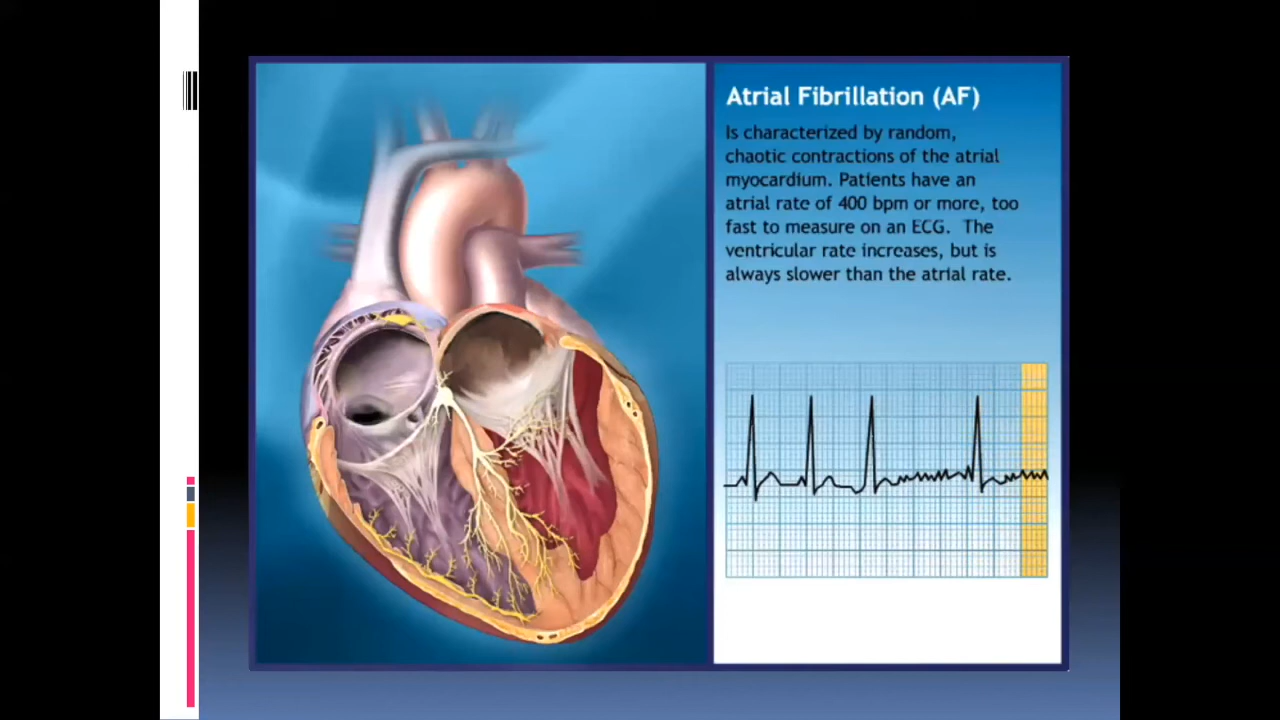 Atrial Fibrillation (AF)
Is characterized by random,
chaotic contractions of the atrial
myocardium. Patients have an
atrial rate of 400 bpm or more, too
fast to measure on an ECG. The
ventricular rate increases, but is
always slower than the atrial rate.